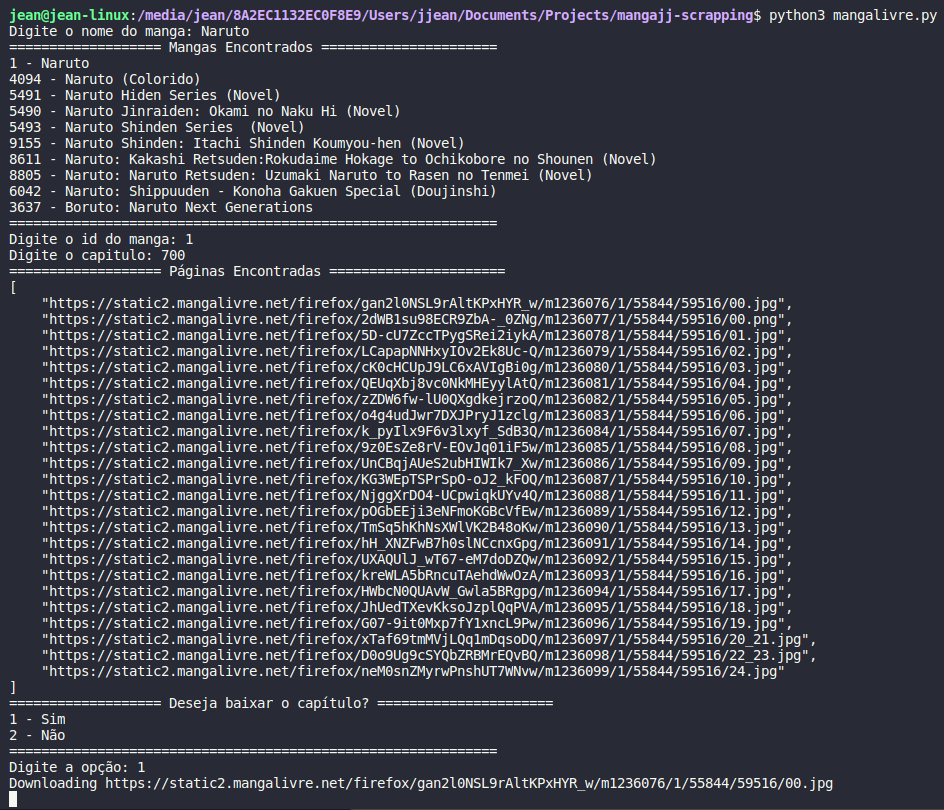 jean@jean-linux:/media/jean/8A2EC1132EC0F8E9/Users/jjean/Documents/Projects/mangajj-scrapping$ python3 mangalivre.py
Digite o nome do manga: Naruto
=================== Mangas Encontrados ======================
1 - Naruto
4094 - Naruto (Colorido)
5491 - Naruto Hiden Series (Novel)
5490 - Naruto Jinraiden: Okami no Naku Hi (Novel)
5493 - Naruto Shinden Series  (Novel)
9155 - Naruto Shinden: Itachi Shinden Koumyou-hen (Novel)
8611 - Naruto: Kakashi Retsuden:Rokudaime Hokage to Ochikobore no Shounen (Novel)
8805 - Naruto: Naruto Retsuden: Uzumaki Naruto to Rasen no Tenmei (Novel)
6042 - Naruto: Shippuuden - Konoha Gakuen Special (Doujinshi)
3637 - Boruto: Naruto Next Generations
=============================================================
Digite o id do manga: 1
Digite o capitulo: 700
=================== Páginas Encontradas ======================
[
    "https://static2.mangalivre.net/firefox/gan2l0NSL9rAltKPxHYR_w/m1236076/1/55844/59516/00.jpg",
    "https://static2.mangalivre.net/firefox/2dWB1su98ECR9ZbA-_0ZNg/m1236077/1/55844/59516/00.png",
    "https://static2.mangalivre.net/firefox/5D-cU7ZccTPygSRei2iykA/m1236078/1/55844/59516/01.jpg",
    "https://static2.mangalivre.net/firefox/LCapapNNHxyIOv2Ek8Uc-Q/m1236079/1/55844/59516/02.jpg",
    "https://static2.mangalivre.net/firefox/cK0cHCUpJ9LC6xAVIgBi0g/m1236080/1/55844/59516/03.jpg",
    "https://static2.mangalivre.net/firefox/QEUqXbj8vc0NkMHEyylAtQ/m1236081/1/55844/59516/04.jpg",
    "https://static2.mangalivre.net/firefox/zZDW6fw-lU0QXgdkejrzoQ/m1236082/1/55844/59516/05.jpg",
    "https://static2.mangalivre.net/firefox/o4g4udJwr7DXJPryJ1zclg/m1236083/1/55844/59516/06.jpg",
    "https://static2.mangalivre.net/firefox/k_pyIlx9F6v3lxyf_SdB3Q/m1236084/1/55844/59516/07.jpg",
    "https://static2.mangalivre.net/firefox/9z0EsZe8rV-EOvJq01iF5w/m1236085/1/55844/59516/08.jpg",
    "https://static2.mangalivre.net/firefox/UnCBqjAUeS2ubHIWIk7_Xw/m1236086/1/55844/59516/09.jpg",
    "https://static2.mangalivre.net/firefox/KG3WEpTSPrSpO-oJ2_kFOQ/m1236087/1/55844/59516/10.jpg",
    "https://static2.mangalivre.net/firefox/NjggXrDO4-UCpwiqkUYv4Q/m1236088/1/55844/59516/11.jpg",
    "https://static2.mangalivre.net/firefox/pOGbEEji3eNFmoKGBcVfEw/m1236089/1/55844/59516/12.jpg",
    "https://static2.mangalivre.net/firefox/TmSq5hKhNsXWlVK2B48oKw/m1236090/1/55844/59516/13.jpg",
    "https://static2.mangalivre.net/firefox/hH_XNZFwB7h0slNCcnxGpg/m1236091/1/55844/59516/14.jpg",
    "https://static2.mangalivre.net/firefox/UXAQUlJ_wT67-eM7doDZQw/m1236092/1/55844/59516/15.jpg",
    "https://static2.mangalivre.net/firefox/kreWLA5bRncuTAehdWwOzA/m1236093/1/55844/59516/16.jpg",
    "https://static2.mangalivre.net/firefox/HWbcN0QUAvW_Gwla5BRgpg/m1236094/1/55844/59516/17.jpg",
    "https://static2.mangalivre.net/firefox/JhUedTXevKksoJzplQqPVA/m1236095/1/55844/59516/18.jpg",
    "https://static2.mangalivre.net/firefox/G07-9it0Mxp7fY1xncL9Pw/m1236096/1/55844/59516/19.jpg",
    "https://static2.mangalivre.net/firefox/xTaf69tmMVjLQq1mDqsoDQ/m1236097/1/55844/59516/20_21.jpg",
    "https://static2.mangalivre.net/firefox/D0o9Ug9cSYQbZRBMrEQvBQ/m1236098/1/55844/59516/22_23.jpg",
    "https://static2.mangalivre.net/firefox/neM0snZMyrwPnshUT7WNvw/m1236099/1/55844/59516/24.jpg"
]
=================== Deseja baixar o capítulo? ======================
1 - Sim
2 - Não
=============================================================
Digite a opção: 1
Downloading https://static2.mangalivre.net/firefox/gan2l0NSL9rAltKPxHYR_w/m1236076/1/55844/59516/00.jpg